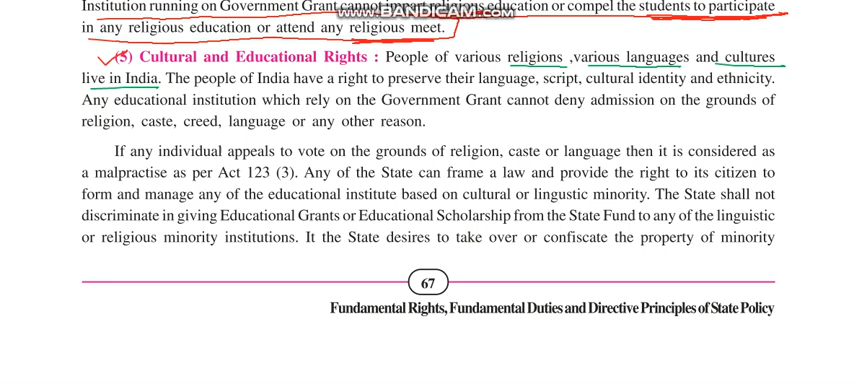 Institution running on Government Grant cannot impart religious education or compel the students to participate
WWW.BANDICAM.COM
in any religious education or attend any religious meet.
(5) Cultural and Educational Rights : People of various religions ,various languages and cultures
live in India. The people of India have a right to preserve their language, script, cultural identity and ethnicity.
Any educational institution which rely on the Government Grant cannot deny admission on the grounds of
religion, caste, creed, language or any other reason.
If any individual appeals to vote on the grounds of religion, caste or language then it is considered as
a malpractise as per Act 123 (3). Any of the State can frame a law and provide the right to its citizen to
form and manage any of the educational institute based on cultural or lingustic minority. The State shall not
discriminate in giving Educational Grants or Educational Scholarship from the State Fund to any of the linguistic
or religious minority institutions. It the State desires to take over or confiscate the property of minority
67
Fundamental Rights, Fundamental Duties and Directive Principles of State Policy